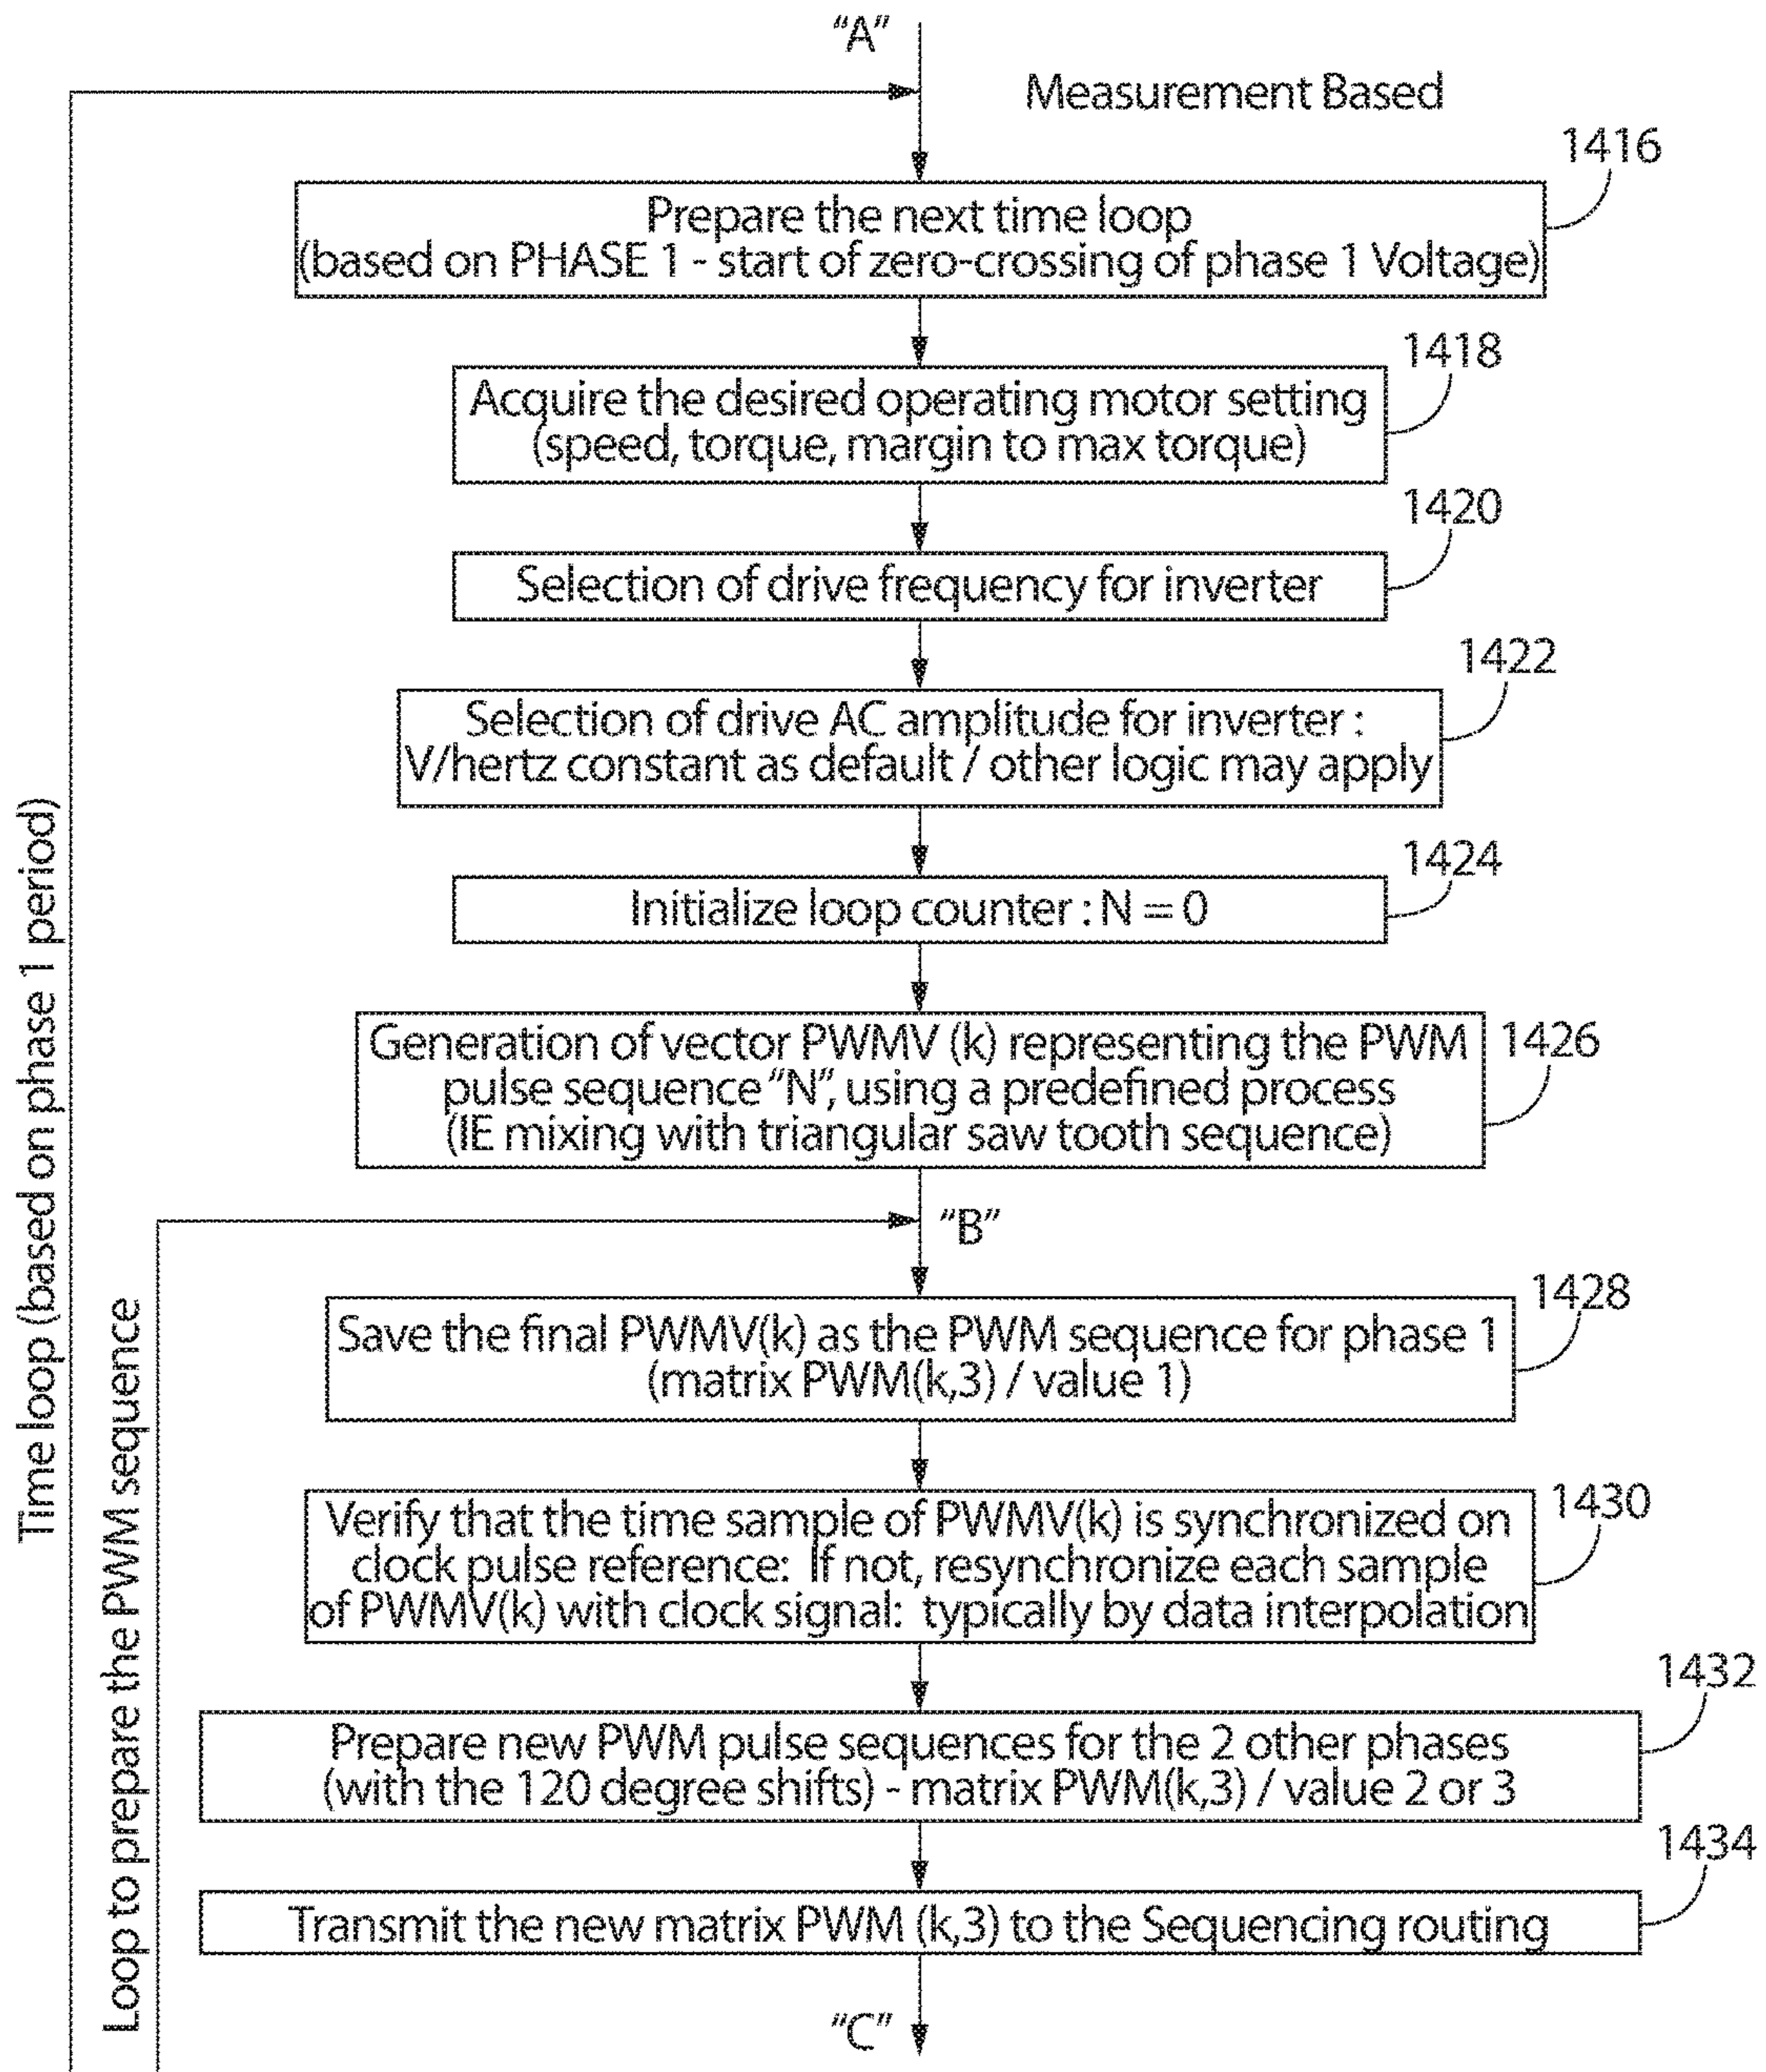 “A”
Measurement Based
1416
Prepare the next time loop
(based on PHASE 1 - start of zero-crossing of phase 1 Voltage)
1418
Acquire the desired operating motor setting
(speed, torque, margin to max torque)
1420
Selection of drive frequency for inverter
1422
Selection of drive AC amplitude for inverter :
V/hertz constant as default / other logic may apply
1424
Initialize loop counter : N = 0
1426
Generation of vector PWMV (k) representing the PWM
pulse sequence “N”, using a predefined process
(IE mixing with triangular saw tooth sequence)
“B”
1428
Save the final PWMV(k) as the PWM sequence for phase 1
(matrix PWM(k,3) / value 1)
1430
Verify that the time sample of PWMV(k) is synchronized on
clock pulse reference: If not, resynchronize each sample
of PWMV(k) with clock signal: typically by data interpolation
1432
Prepare new PWM pulse sequences for the 2 other phases
(with the 120 degree shifts) - matrix PWM(k,3) / value 2 or 3
1434
Transmit the new matrix PWM (k,3) to the Sequencing routing
“C”
Time loop (based on phase 1 period)
Loop to prepare the PWM sequence